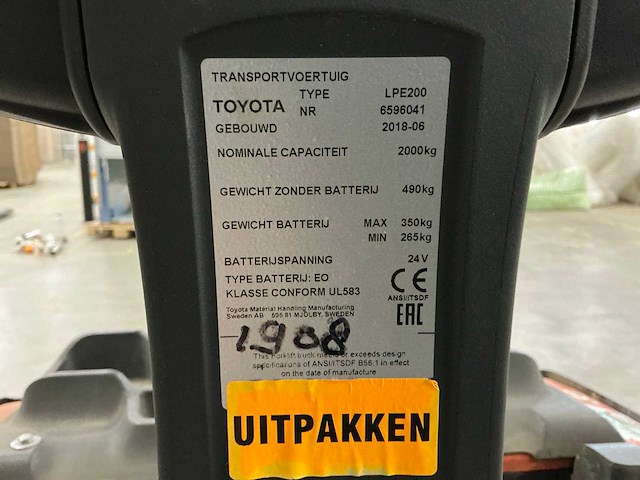 TRANSPORTVOERTUIG
TYPE LPE200
TOYOTA NR 6596041
GEBOUWD 2018-06
NOMINALE CAPACITEIT 2000kg
GEWICHT ZONDER BATTERIJ 490kg
GEWICHT BATTERIJ MAX 350kg
MIN 265kg
BATTERIJSPANNING 24V
TYPE BATTERIJ: EO CE
KLASSE CONFORM UL583 ANSI/ITSDF
Toyota Material Handling Manufacturing
Sweden AB 595 81 MJÖLBY, SWEDEN EAC
1908
This forklift truck meets or exceeds design
specifications of ANSI/ITSDF B56.1 in effect
on the date of manufacture
UITPAKKEN